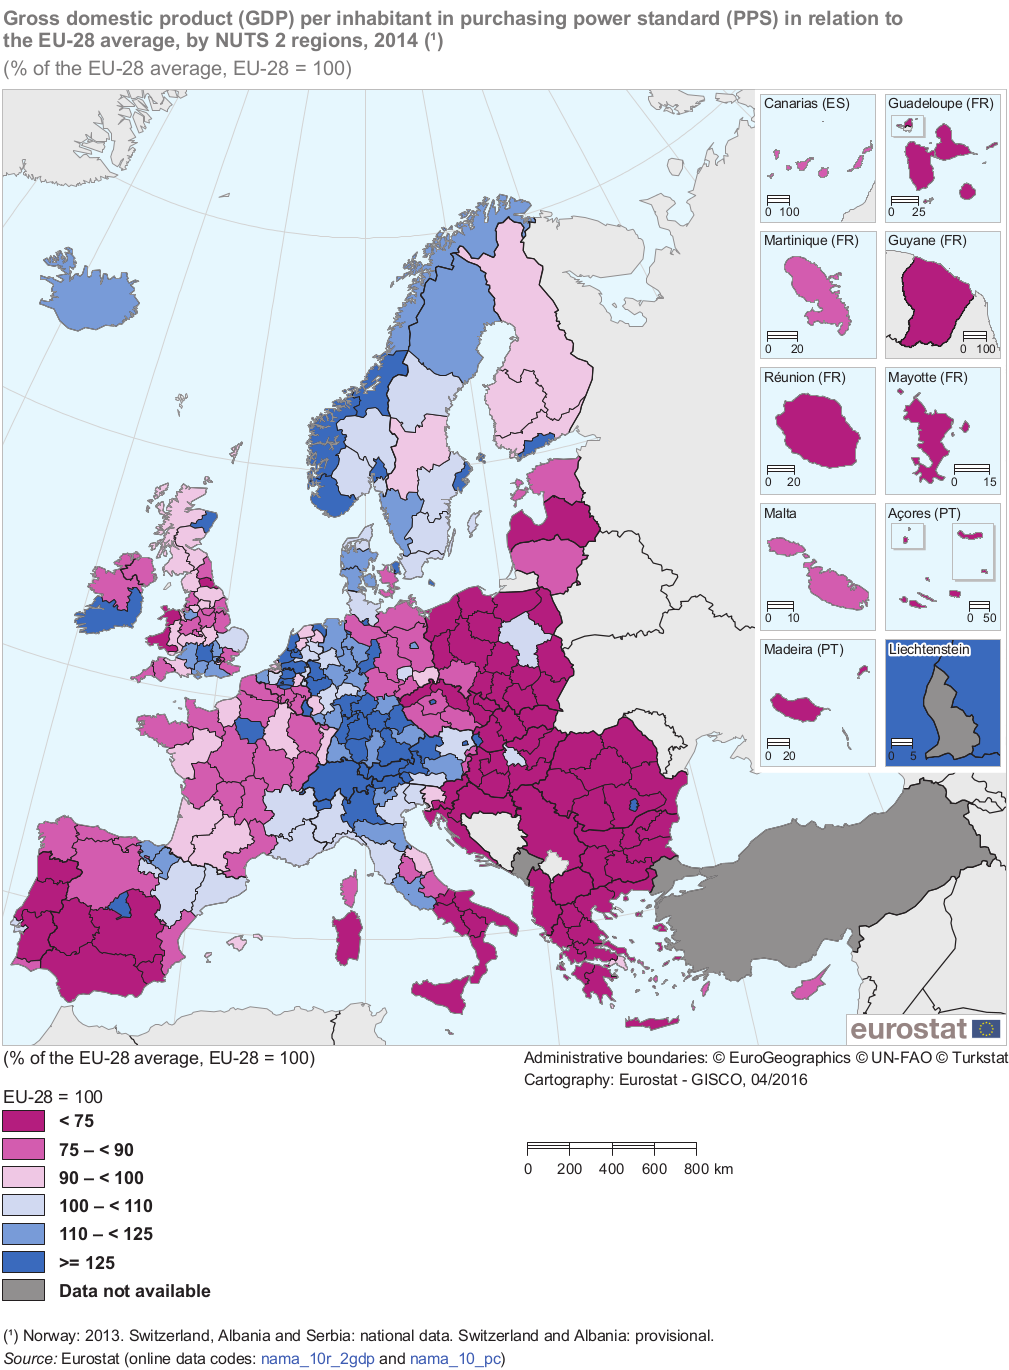 Gross domestic product (GDP) per inhabitant in purchasing power standard (PPS) in relation to
the EU-28 average, by NUTS 2 regions, 2014 (¹)
(% of the EU-28 average, EU-28 = 100)
Canarias (ES)
0 100
Guadeloupe (FR)
0 25
Martinique (FR)
0 20
Guyane (FR)
0 100
Réunion (FR)
0 20
Mayotte (FR)
0 15
Malta
0 10
Açores (PT)
0 50
Madeira (PT)
0 20
Liechtenstein
0 5
eurostat
(% of the EU-28 average, EU-28 = 100)
Administrative boundaries: © EuroGeographics © UN-FAO © Turkstat
Cartography: Eurostat - GISCO, 04/2016
EU-28 = 100
< 75
75 – < 90
90 – < 100
100 – < 110
110 – < 125
>= 125
Data not available
0 200 400 600 800 km
(¹) Norway: 2013. Switzerland, Albania and Serbia: national data. Switzerland and Albania: provisional.
Source: Eurostat (online data codes: nama_10r_2gdp and nama_10_pc)